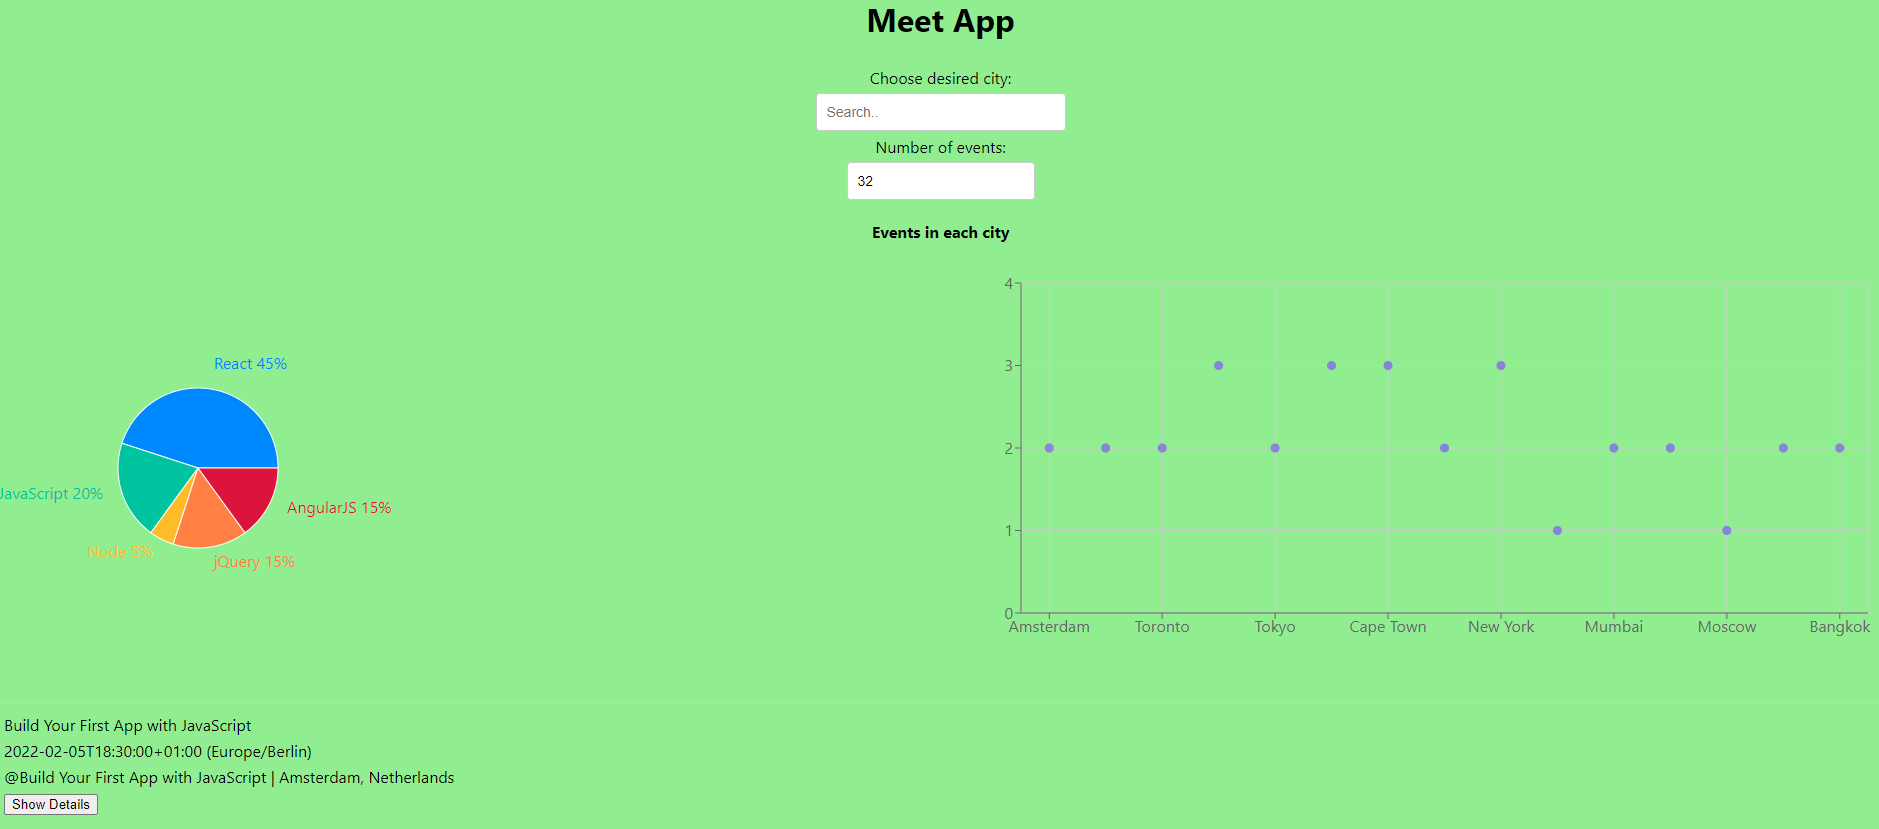 Meet App
Choose desired city:
Search..
Number of events:
32
Events in each city
React 45%
JavaScript 20%
Node 5%
jQuery 15%
AngularJS 15%
4
3
2
1
0
Amsterdam Toronto Tokyo Cape Town New York Mumbai Moscow Bangkok
Build Your First App with JavaScript
2022-02-05T18:30:00+01:00 (Europe/Berlin)
@Build Your First App with JavaScript | Amsterdam, Netherlands
Show Details